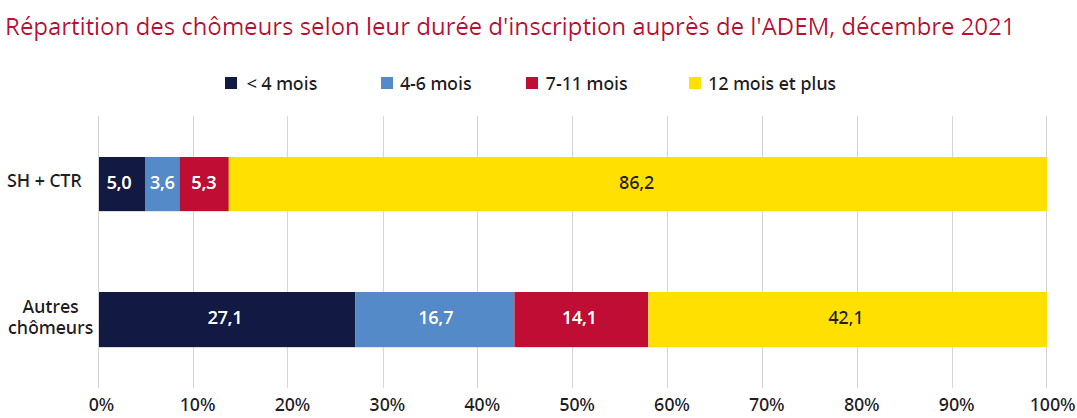 Répartition des chômeurs selon leur durée d'inscription auprès de l'ADEM, décembre 2021
< 4 mois 4-6 mois 7-11 mois 12 mois et plus
SH + CTR 5,0 3,6 5,3 86,2
Autres
chômeurs 27,1 16,7 14,1 42,1
0% 10% 20% 30% 40% 50% 60% 70% 80% 90% 100%